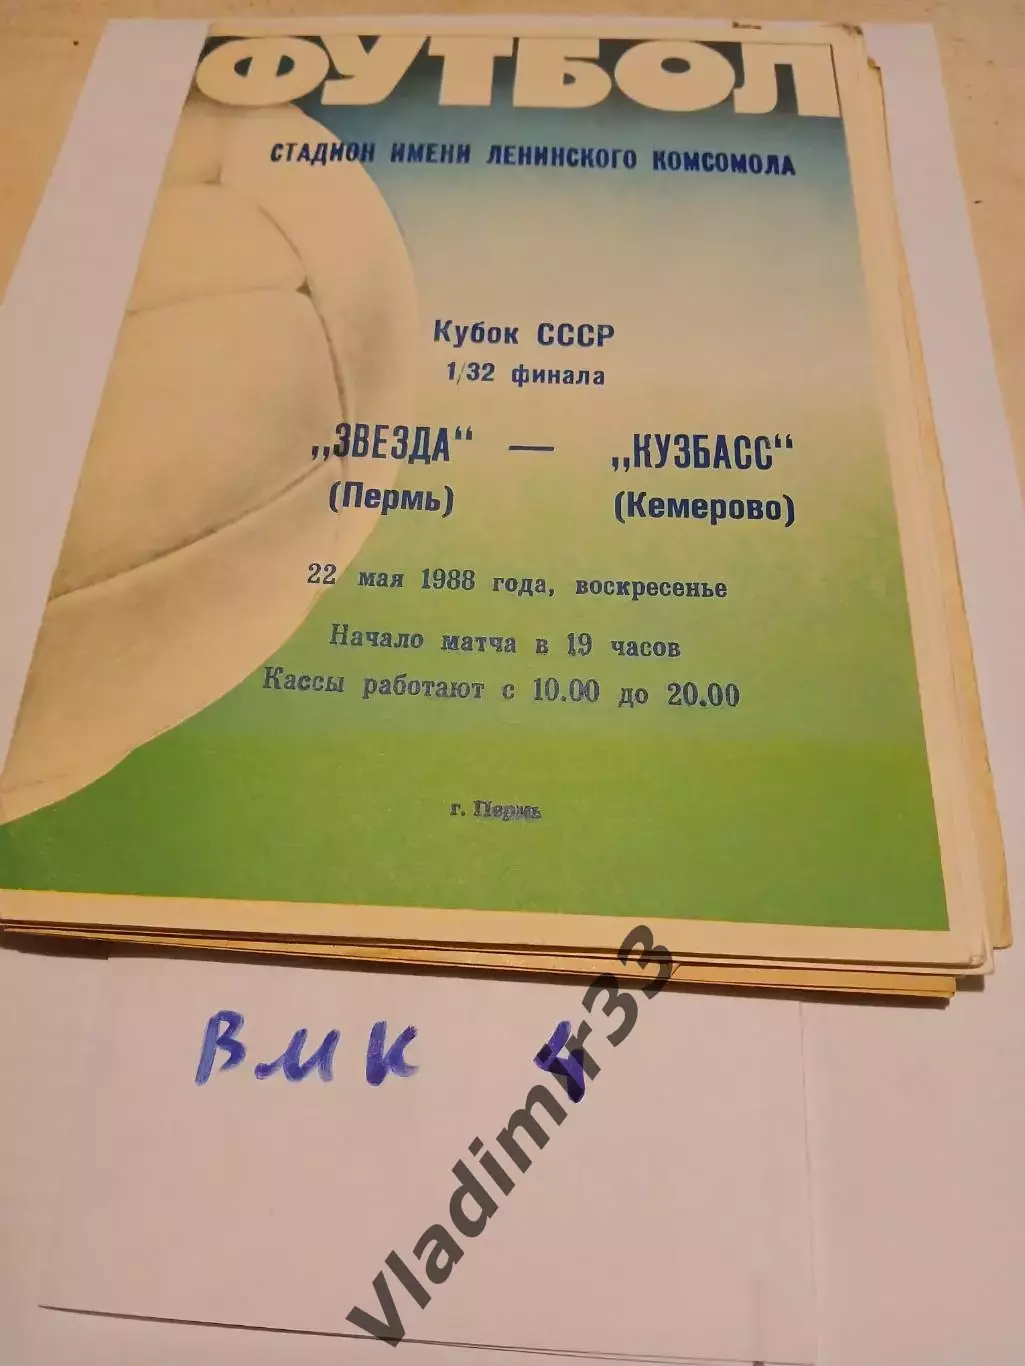 ФУТБОЛ
СТАДИОН ИМЕНИ ЛЕНИНСКОГО КОМСОМОЛА
Кубок СССР
1/32 финала
„ЗВЕЗДА“ — „КУЗБАСС“
(Пермь) (Кемерово)
22 мая 1988 года, воскресенье
Начало матча в 19 часов
Кассы работают с 10.00 до 20.00
г. Пермь
ВМК
Vladimir33